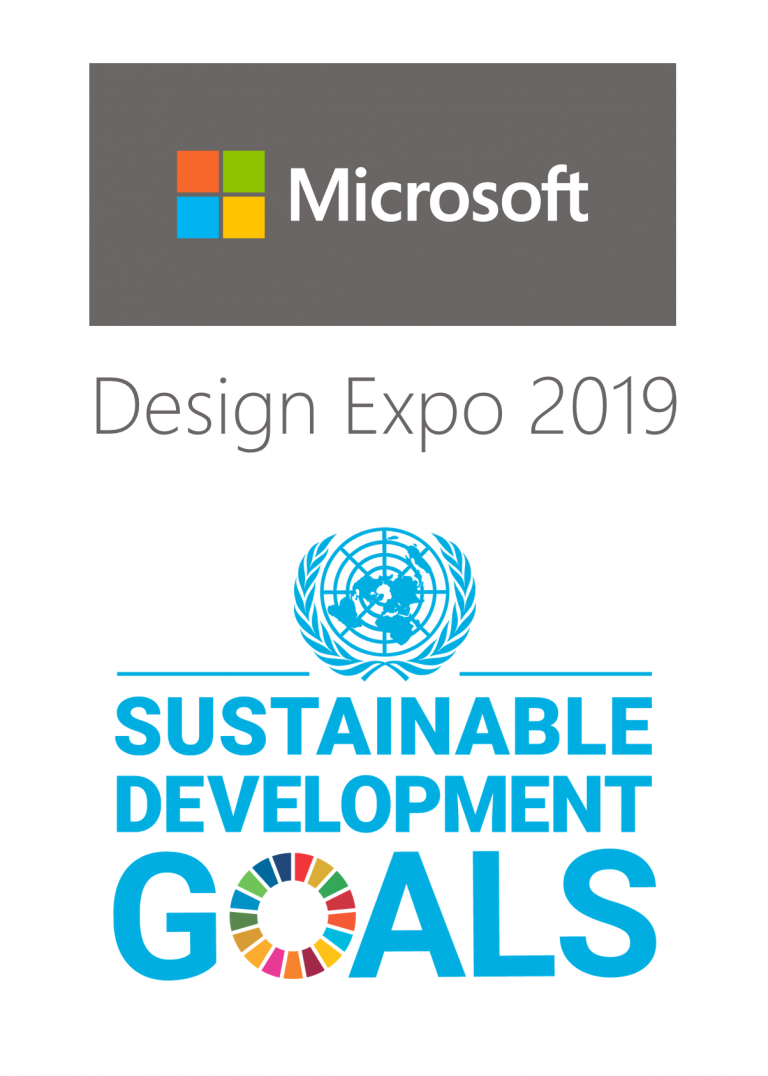 Microsoft
Design Expo 2019
SUSTAINABLE
DEVELOPMENT
GOALS